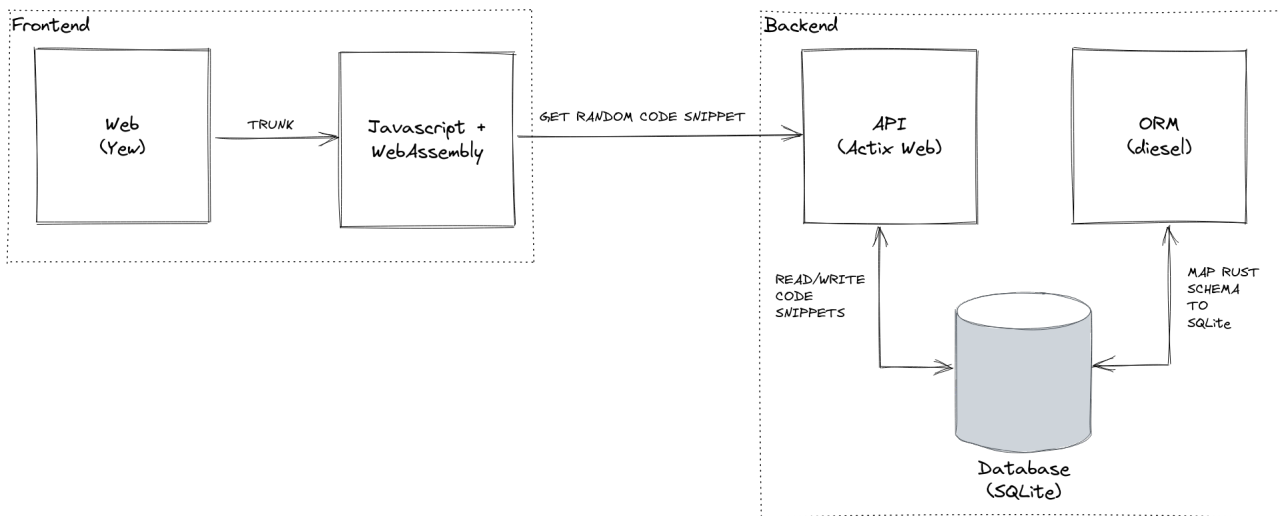 Frontend
Web
(Yew)
TRUNK
Javascript +
WebAssembly
GET RANDOM CODE SNIPPET
Backend
API
(Actix Web)
ORM
(diesel)
READ/WRITE
CODE
SNIPPETS
MAP RUST
SCHEMA
TO
SQLite
Database
(SQLite)